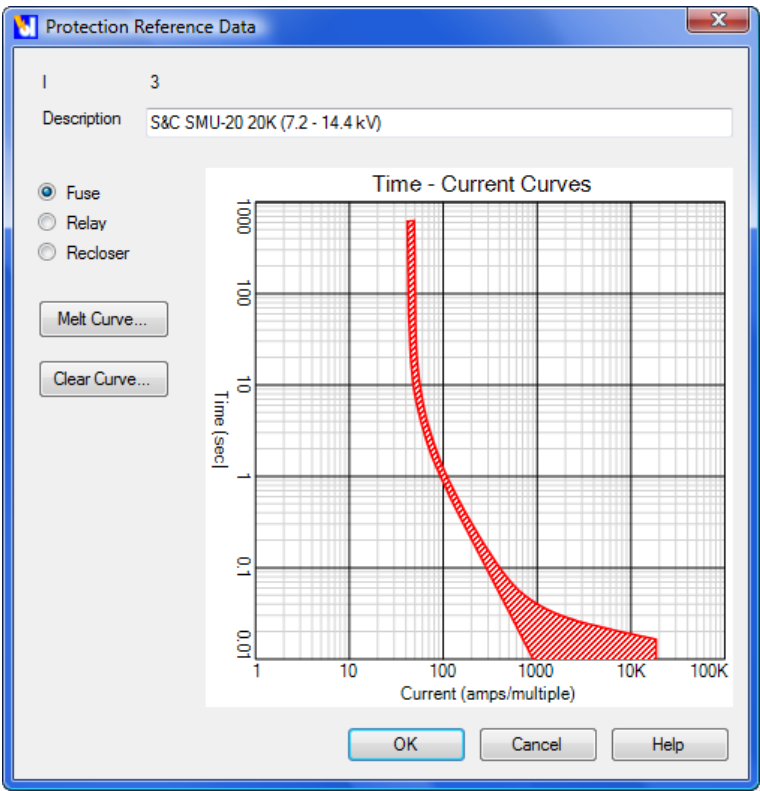 Protection Reference Data
I 3
Description S&C SMU-20 20K (7.2 - 14.4 kV)
Fuse
Relay
Recloser
Melt Curve...
Clear Curve...
Time - Current Curves
1000
100
10
1
0.1
0.01
Time (sec)
1 10 100 1000 10K 100K
Current (amps/multiple)
OK Cancel Help